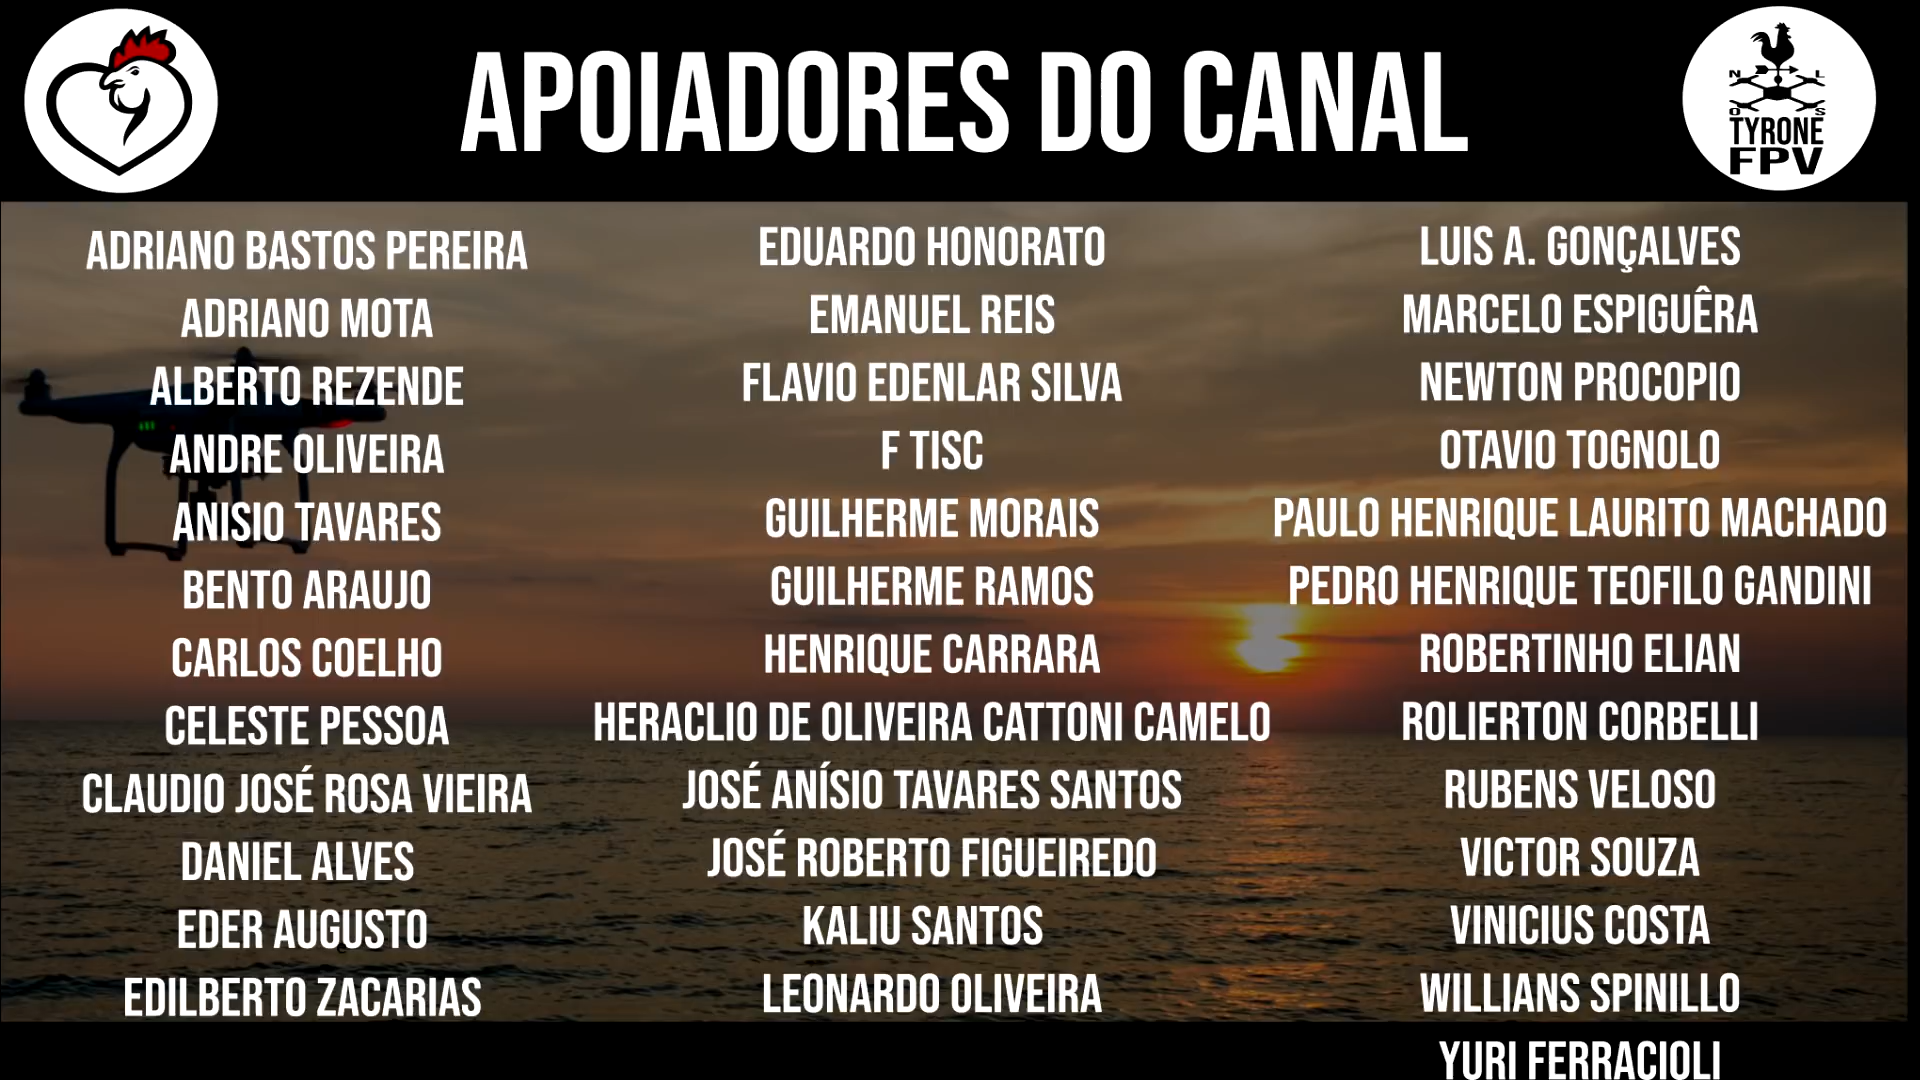 APOIADORES DO CANAL
N L
O S
TYRONE
FPV
ADRIANO BASTOS PEREIRA
ADRIANO MOTA
ALBERTO REZENDE
ANDRE OLIVEIRA
ANISIO TAVARES
BENTO ARAUJO
CARLOS COELHO
CELESTE PESSOA
CLAUDIO JOSÉ ROSA VIEIRA
DANIEL ALVES
EDER AUGUSTO
EDILBERTO ZACARIAS
EDUARDO HONORATO
EMANUEL REIS
FLAVIO EDENLAR SILVA
F TISC
GUILHERME MORAIS
GUILHERME RAMOS
HENRIQUE CARRARA
HERACLIO DE OLIVEIRA CATTONI CAMELO
JOSÉ ANÍSIO TAVARES SANTOS
JOSÉ ROBERTO FIGUEIREDO
KALIU SANTOS
LEONARDO OLIVEIRA
LUIS A. GONÇALVES
MARCELO ESPIGUÊRA
NEWTON PROCOPIO
OTAVIO TOGNOLO
PAULO HENRIQUE LAURITO MACHADO
PEDRO HENRIQUE TEOFILO GANDINI
ROBERTINHO ELIAN
ROLIERTON CORBELLI
RUBENS VELOSO
VICTOR SOUZA
VINICIUS COSTA
WILLIANS SPINILLO
YURI FERRACIOLI